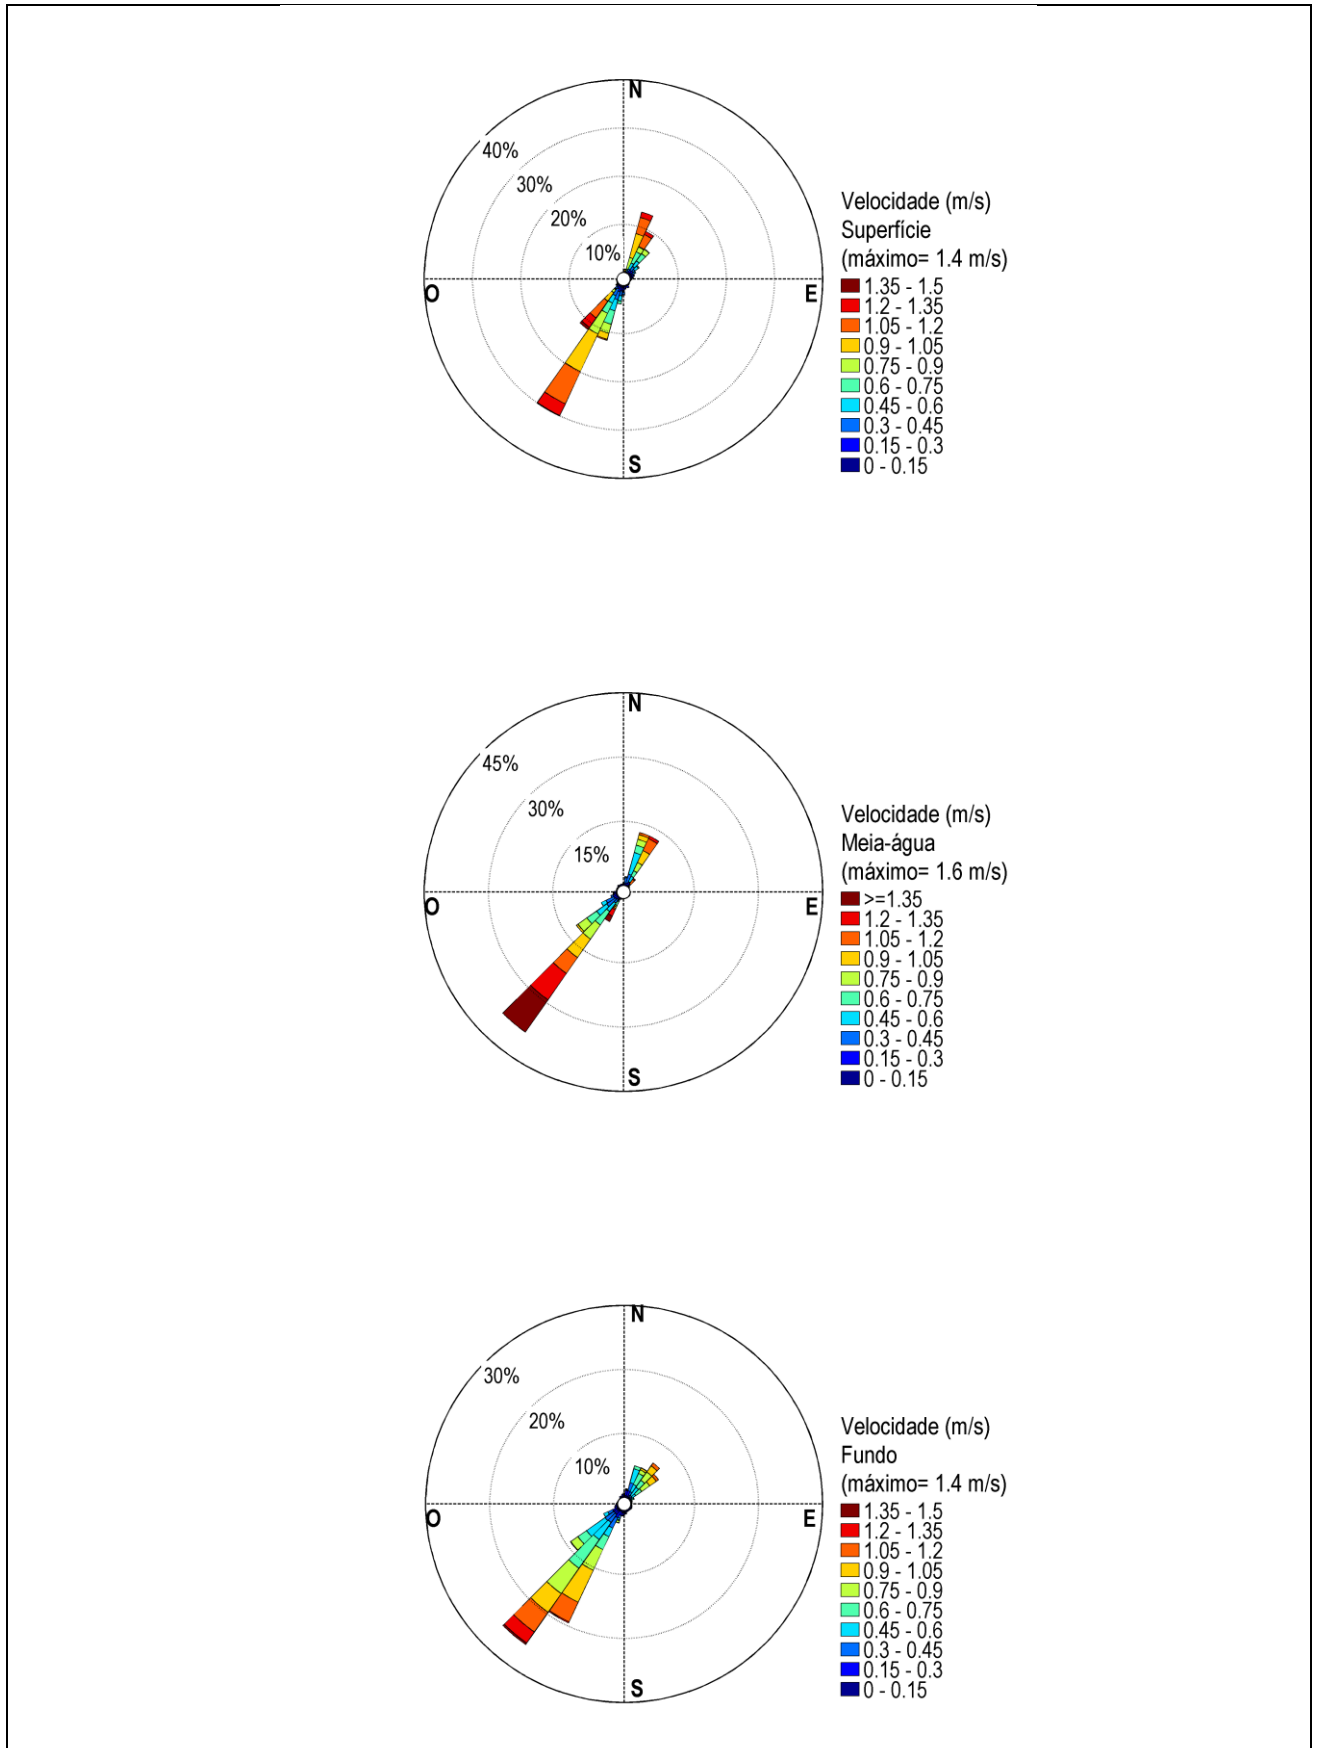 N
40%
30%
20%
10%
O
E
S
Velocidade (m/s)
Superfície
(máximo= 1.4 m/s)
1.35 - 1.5
1.2 - 1.35
1.05 - 1.2
0.9 - 1.05
0.75 - 0.9
0.6 - 0.75
0.45 - 0.6
0.3 - 0.45
0.15 - 0.3
0 - 0.15
N
45%
30%
15%
O
E
S
Velocidade (m/s)
Meia-água
(máximo= 1.6 m/s)
>=1.35
1.2 - 1.35
1.05 - 1.2
0.9 - 1.05
0.75 - 0.9
0.6 - 0.75
0.45 - 0.6
0.3 - 0.45
0.15 - 0.3
0 - 0.15
N
30%
20%
10%
O
E
S
Velocidade (m/s)
Fundo
(máximo= 1.4 m/s)
1.35 - 1.5
1.2 - 1.35
1.05 - 1.2
0.9 - 1.05
0.75 - 0.9
0.6 - 0.75
0.45 - 0.6
0.3 - 0.45
0.15 - 0.3
0 - 0.15